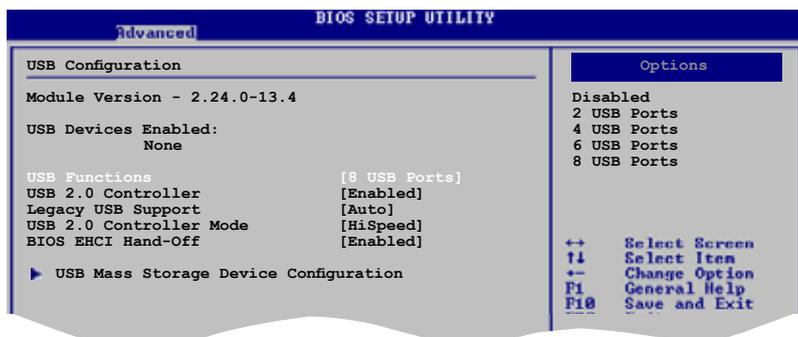 BIOS SETUP UTILITY
Advanced
USB Configuration
Module Version - 2.24.0-13.4
USB Devices Enabled:
None
USB Functions [8 USB Ports]
USB 2.0 Controller [Enabled]
Legacy USB Support [Auto]
USB 2.0 Controller Mode [HiSpeed]
BIOS EHCI Hand-Off [Enabled]
USB Mass Storage Device Configuration
Options
Disabled
2 USB Ports
4 USB Ports
6 USB Ports
8 USB Ports
↔ Select Screen
↑↓ Select Item
+- Change Option
F1 General Help
F10 Save and Exit